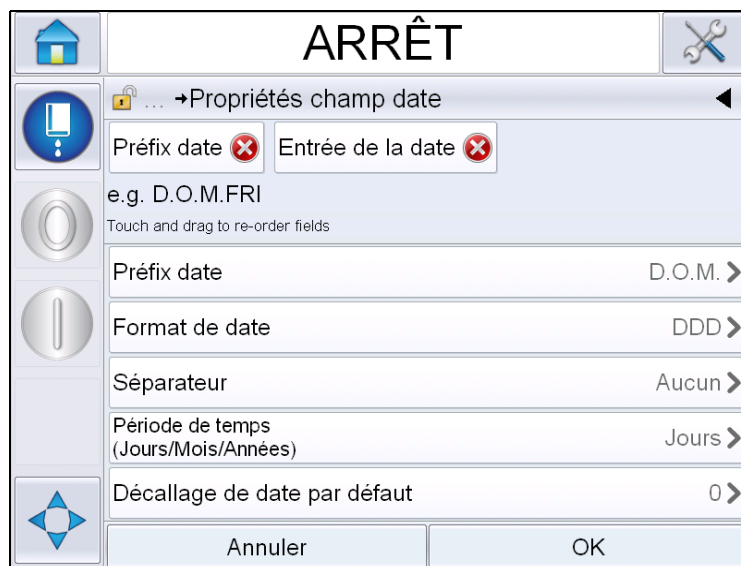 ARRÊT
... →Propriétés champ date
Préfix date Entrée de la date
e.g. D.O.M.FRI
Touch and drag to re-order fields
Préfix date D.O.M.
Format de date DDD
Séparateur Aucun
Période de temps
(Jours/Mois/Années) Jours
Décallage de date par défaut 0
Annuler OK